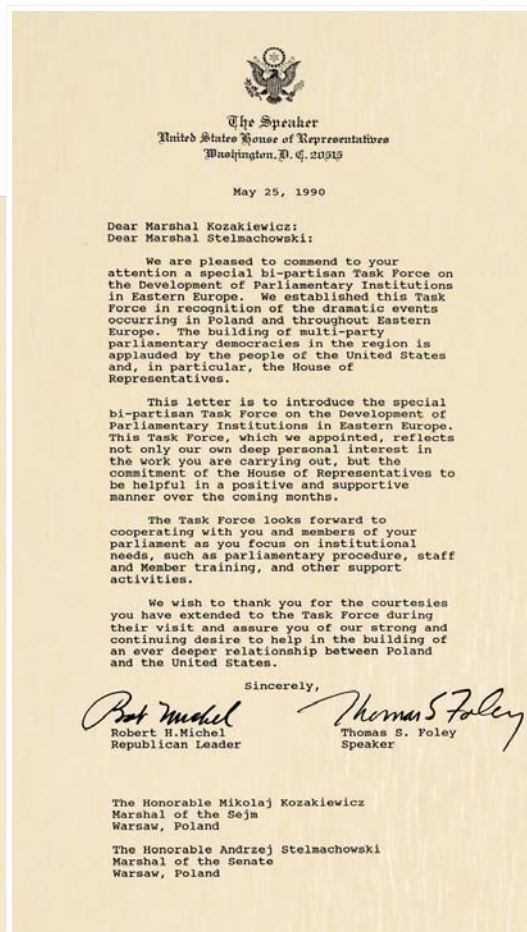 The Speaker
United States House of Representatives
Washington, D. C. 20515
May 25, 1990
Dear Marshal Kozakiewicz:
Dear Marshal Stelmachowski:
We are pleased to commend to your
attention a special bi-partisan Task Force on
the Development of Parliamentary Institutions
in Eastern Europe. We established this Task
Force in recognition of the dramatic events
occurring in Poland and throughout Eastern
Europe. The building of multi-party
parliamentary democracies in the region is
applauded by the people of the United States
and, in particular, the House of
Representatives.
This letter is to introduce the special
bi-partisan Task Force on the Development of
Parliamentary Institutions in Eastern Europe.
This Task Force, which we appointed, reflects
not only our own deep personal interest in
the work you are carrying out, but the
commitment of the House of Representatives to
be helpful in a positive and supportive
manner over the coming months.
The Task Force looks forward to
cooperating with you and members of your
parliament as you focus on institutional
needs, such as parliamentary procedure, staff
and Member training, and other support
activities.
We wish to thank you for the courtesies
you have extended to the Task Force during
their visit and assure you of our strong and
continuing desire to help in the building of
an ever deeper relationship between Poland
and the United States.
Sincerely,
Bob Michel Thomas S Foley
Robert H.Michel Thomas S. Foley
Republican Leader Speaker
The Honorable Mikolaj Kozakiewicz
Marshal of the Sejm
Warsaw, Poland
The Honorable Andrzej Stelmachowski
Marshal of the Senate
Warsaw, Poland